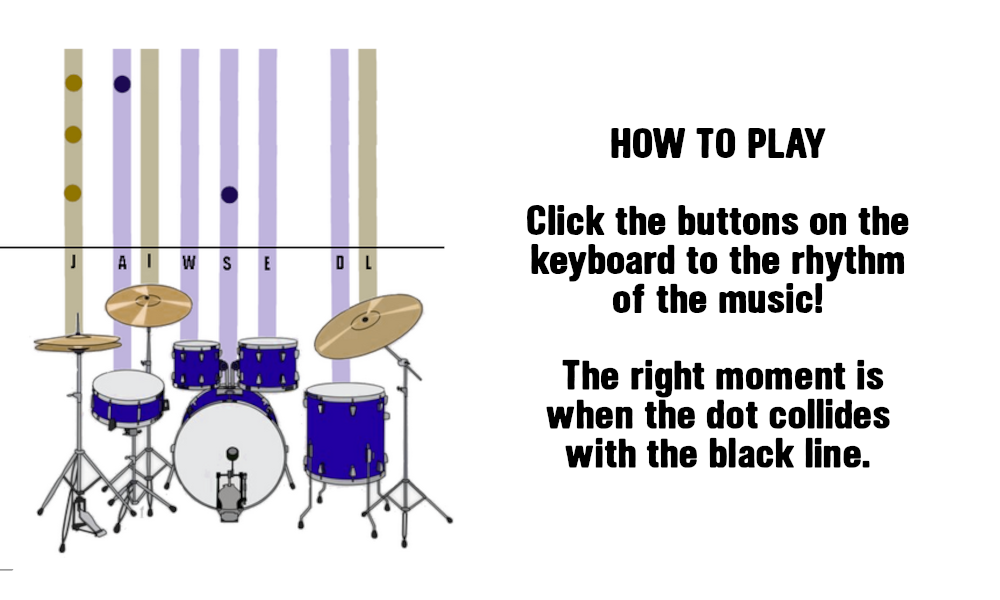 J A I W S E D L
HOW TO PLAY
Click the buttons on the
keyboard to the rhythm
of the music!
The right moment is
when the dot collides
with the black line.